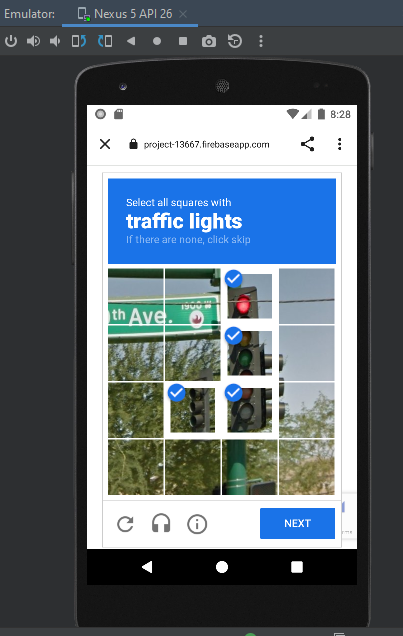 Emulator: Nexus 5 API 26
8:28
project-13667.firebaseapp.com
Select all squares with
traffic lights
If there are none, click skip
1900 W
th Ave.
NEXT